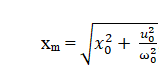 xₘ = √(x₀² + u₀²/ω₀²)